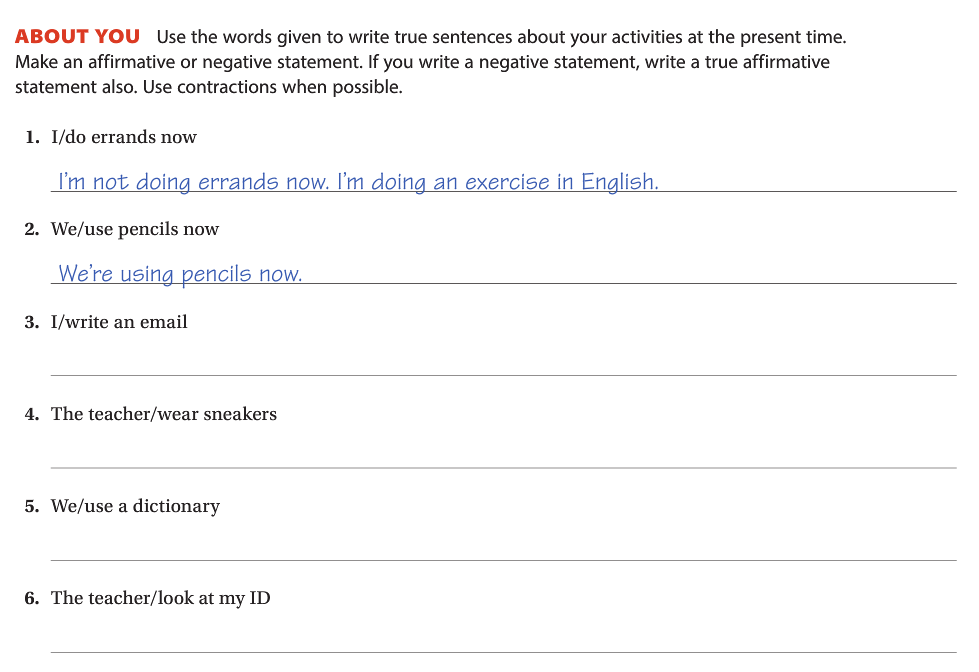 ABOUT YOU Use the words given to write true sentences about your activities at the present time.
Make an affirmative or negative statement. If you write a negative statement, write a true affirmative
statement also. Use contractions when possible.
1. I/do errands now
I'm not doing errands now. I'm doing an exercise in English.
2. We/use pencils now
We're using pencils now.
3. I/write an email
4. The teacher/wear sneakers
5. We/use a dictionary
6. The teacher/look at my ID